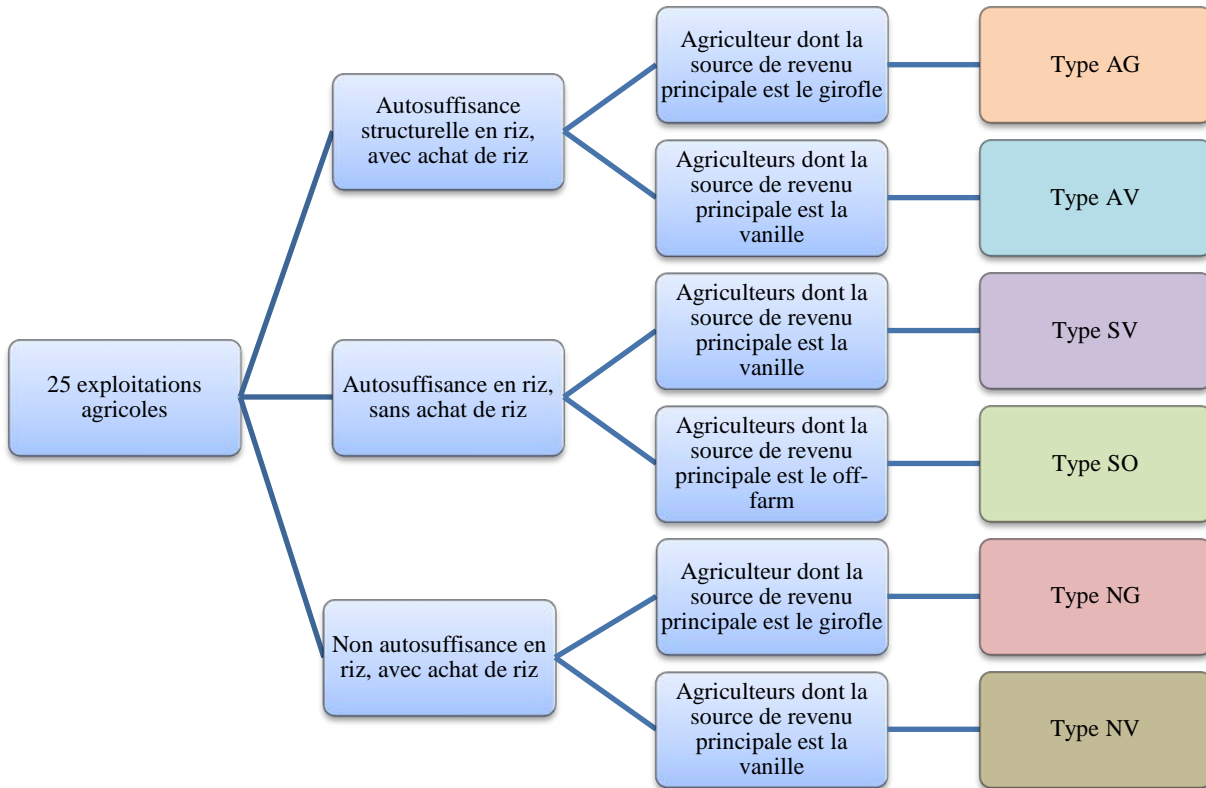 25 exploitations
agricoles
Autosuffisance
structurelle en riz,
avec achat de riz
Agriculteur dont la
source de revenu
principale est le girofle
Type AG
Agriculteurs dont la
source de revenu
principale est la
vanille
Type AV
Autosuffisance en riz,
sans achat de riz
Agriculteurs dont la
source de revenu
principale est la
vanille
Type SV
Agriculteurs dont la
source de revenu
principale est le off-
farm
Type SO
Non autosuffisance en
riz, avec achat de riz
Agriculteur dont la
source de revenu
principale est le girofle
Type NG
Agriculteurs dont la
source de revenu
principale est la
vanille
Type NV